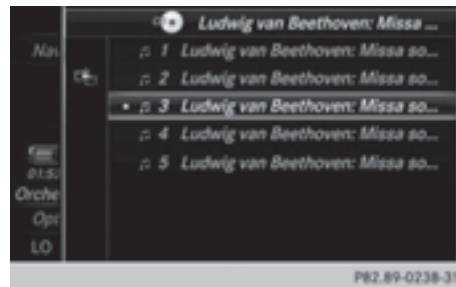 Ludwig van Beethoven: Missa ...
Nav
1 Ludwig van Beethoven: Missa so...
2 Ludwig van Beethoven: Missa so...
3 Ludwig van Beethoven: Missa so...
4 Ludwig van Beethoven: Missa so...
5 Ludwig van Beethoven: Missa so...
Orche
Opt
LO
P82.89-0238-31